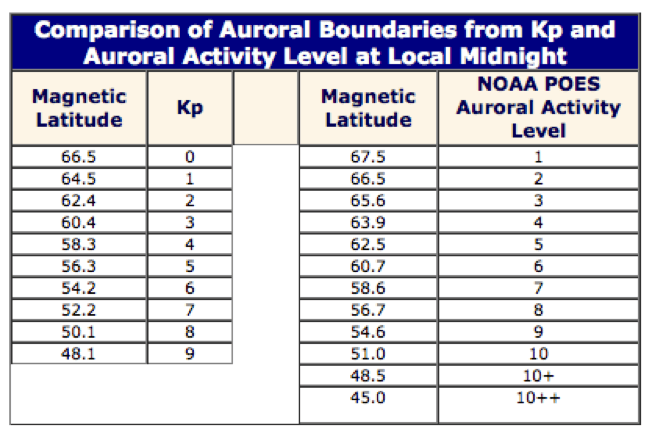 Comparison of Auroral Boundaries from Kp and
Auroral Activity Level at Local Midnight
Magnetic
Latitude
Kp
Magnetic
Latitude
NOAA POES
Auroral Activity
Level
66.5 0 67.5 1
64.5 1 66.5 2
62.4 2 65.6 3
60.4 3 63.9 4
58.3 4 62.5 5
56.3 5 60.7 6
54.2 6 58.6 7
52.2 7 56.7 8
50.1 8 54.6 9
48.1 9 51.0 10
48.5 10+
45.0 10++